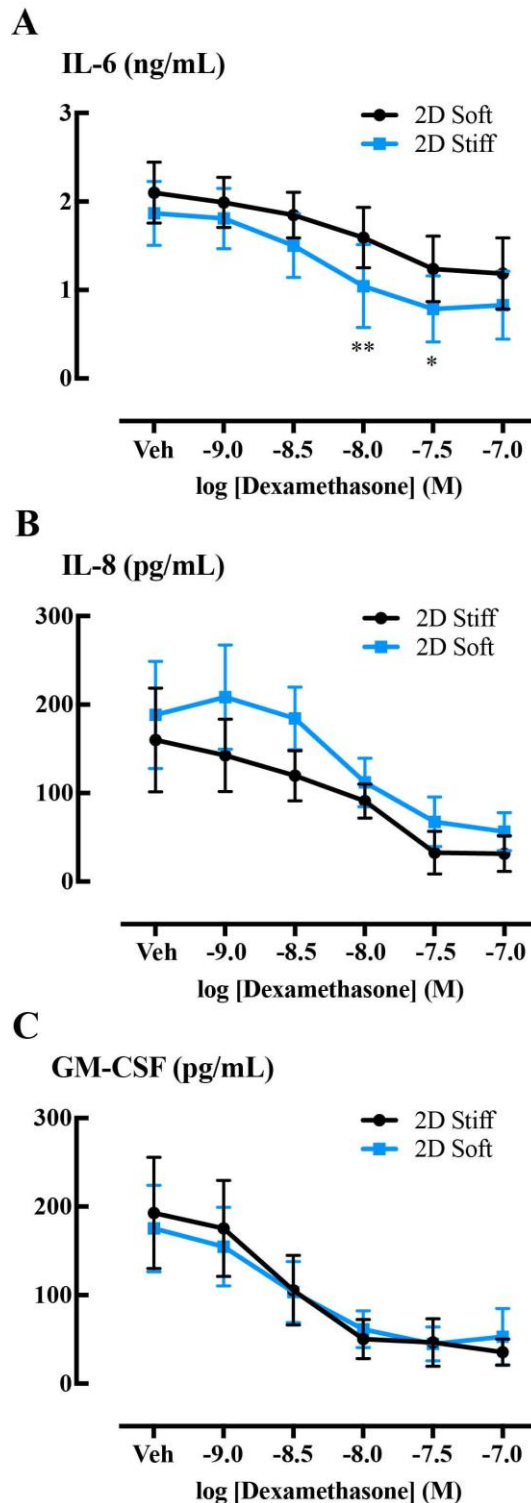 A
IL-6 (ng/mL)
2D Soft
2D Stiff
3
2
1
0
** *
Veh -9.0 -8.5 -8.0 -7.5 -7.0
log [Dexamethasone] (M)
B
IL-8 (pg/mL)
2D Stiff
2D Soft
300
200
100
0
Veh -9.0 -8.5 -8.0 -7.5 -7.0
log [Dexamethasone] (M)
C
GM-CSF (pg/mL)
2D Stiff
2D Soft
300
200
100
0
Veh -9.0 -8.5 -8.0 -7.5 -7.0
log [Dexamethasone] (M)